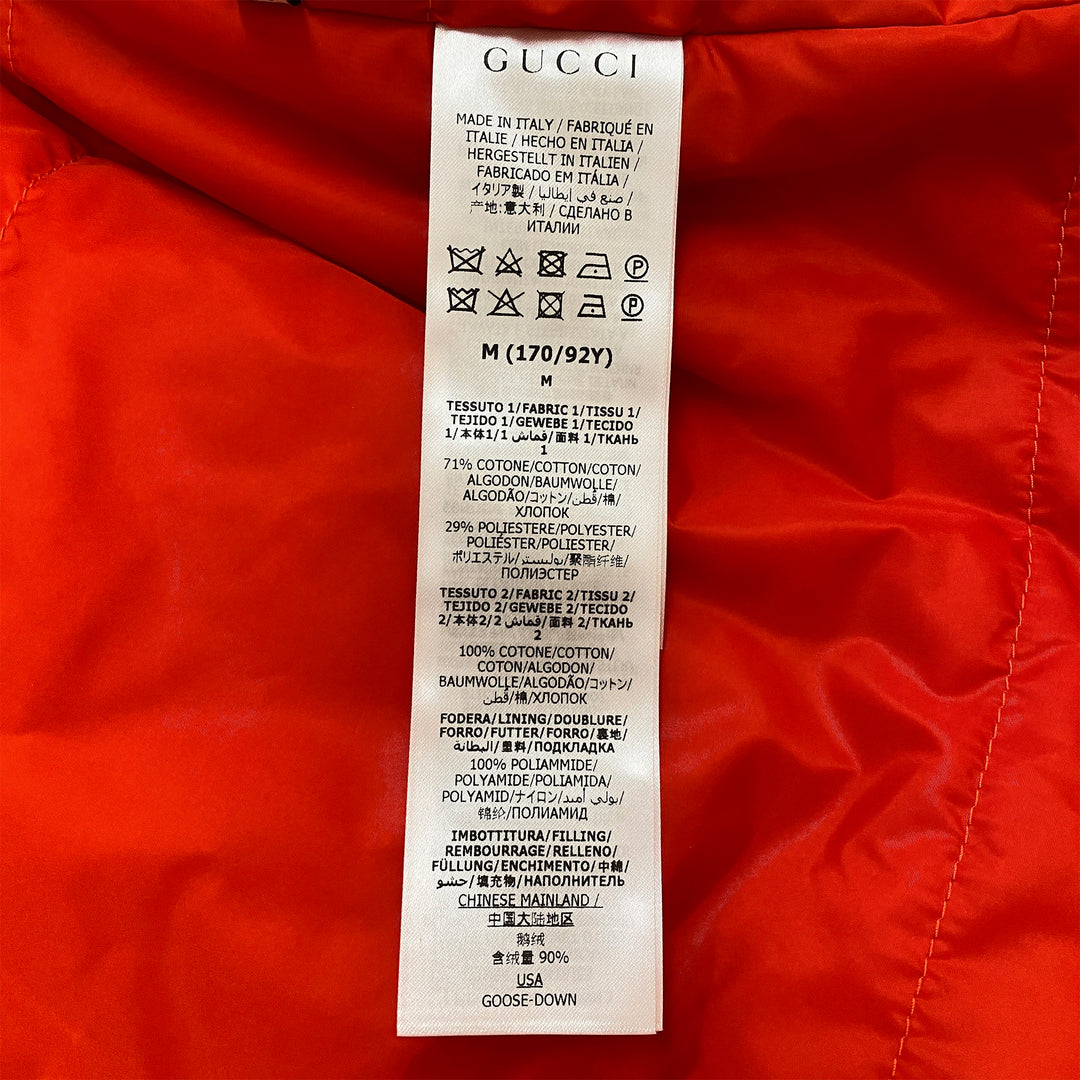 GUCCI
MADE IN ITALY / FABRIQUÉ EN
ITALIE / HECHO EN ITALIA /
HERGESTELLT IN ITALIEN /
FABRICADO EM ITÁLIA /
イタリア製 / صنع في إيطاليا /
产地:意大利 / СДЕЛАНО В
ИТАЛИИ
P
P
M (170/92Y)
M
TESSUTO 1/FABRIC 1/TISSU 1/
TEJIDO 1/GEWEBE 1/TECIDO
1/本体1/1 قماش/面料 1/ТКАНЬ
1
71% COTONE/COTTON/COTON/
ALGODON/BAUMWOLLE/
ALGODÃO/コットン/قُطن/棉/
ХЛОПОК
29% POLIESTERE/POLYESTER/
POLIÉSTER/POLIESTER/
ポリエステル/بوليستر/聚酯纤维/
ПОЛИЭСТЕР
TESSUTO 2/FABRIC 2/TISSU 2/
TEJIDO 2/GEWEBE 2/TECIDO
2/本体2/2 قماش/面料 2/ТКАНЬ
2
100% COTONE/COTTON/
COTON/ALGODON/
BAUMWOLLE/ALGODÃO/コットン/
قُطن/棉/ХЛОПОК
FODERA/LINING/DOUBLURE/
FORRO/FUTTER/FORRO/裏地/
البطانة/里料/ПОДКЛАДКА
100% POLIAMMIDE/
POLYAMIDE/POLIAMIDA/
POLYAMID/ナイロン/بولي أميد/
锦纶/ПОЛИАМИД
IMBOTTITURA/FILLING/
REMBOURRAGE/RELLENO/
FÜLLUNG/ENCHIMENTO/中綿/
حشو/填充物/НАПОЛНИТЕЛЬ
CHINESE MAINLAND /
中国大陆地区
鹅绒
含绒量 90%
USA
GOOSE-DOWN